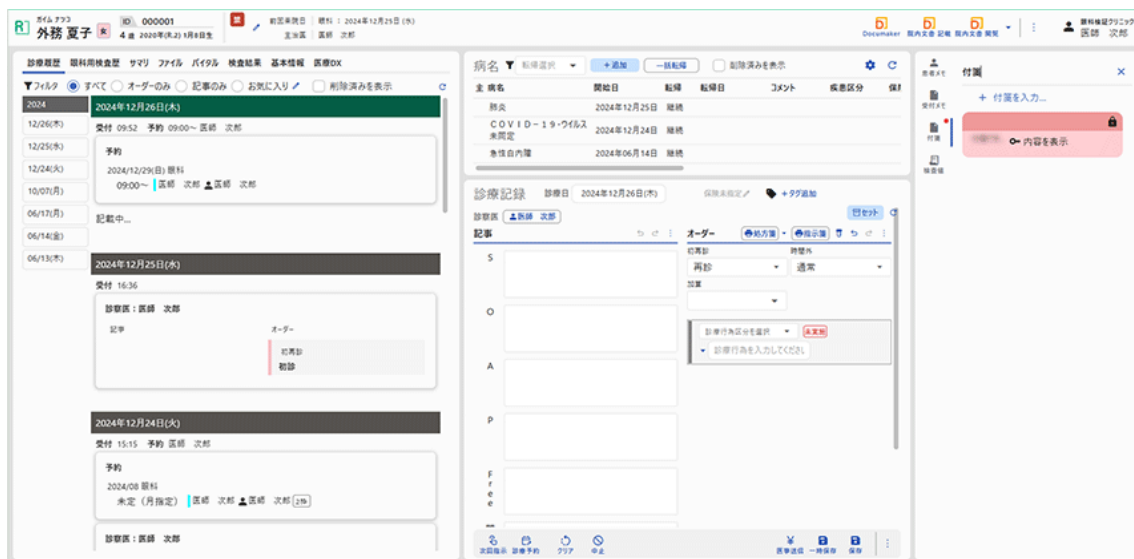 ガイム ナツコ
外務 夏子 女
ID 000001
4 歳 2020年(R.2) 1月8日生
禁
前回来院日 眼科 : 2024年12月25日 (水)
主治医 医師 次郎
Documaker
院内文書 記載
院内文書 閲覧
眼科検証クリニック
医師 次郎
診療履歴 眼科用検査歴 サマリ ファイル バイタル 検査結果 基本情報 医療DX
フィルタ すべて オーダーのみ 記事のみ お気に入り 削除済みを表示
2024
12/26(木)
12/25(水)
12/24(火)
10/07(月)
06/17(月)
06/14(金)
06/13(木)
2024年12月26日(木)
受付 09:52 予約 09:00～ 医師 次郎
予約
2024/12/29(日) 眼科
09:00～ 医師 次郎 医師 次郎
記載中...
2024年12月25日(水)
受付 16:36
診察医：医師 次郎
記事 オーダー
初再診
初診
2024年12月24日(火)
受付 15:15 予約 医師 次郎
予約
2024/08 眼科
未定（月指定） 医師 次郎 医師 次郎
診察医：医師 次郎
病名 転帰選択 +追加 一括転帰 削除済みを表示
主 病名 開始日 転帰 転帰日 コメント 疾患区分
肺炎 2024年12月25日 継続
ＣＯＶＩＤ－１９・ウイルス未同定 2024年12月24日 継続
急性白内障 2024年06月14日 継続
診療記録 診療日 2024年12月26日(木) 保険未指定 +タグ追加
診察医 医師 次郎 セット
記事
S
O
A
P
Free
オーダー 処方箋 指示箋
初再診 時間外
再診 通常
加算
診療行為区分を選択 未実施
診療行為を入力してください
次回指示 診療予約 クリア 中止 医事送信 一時保存 保存
患者メモ
受付メモ
付箋
検査値
付箋
+ 付箋を入力...
内容を表示